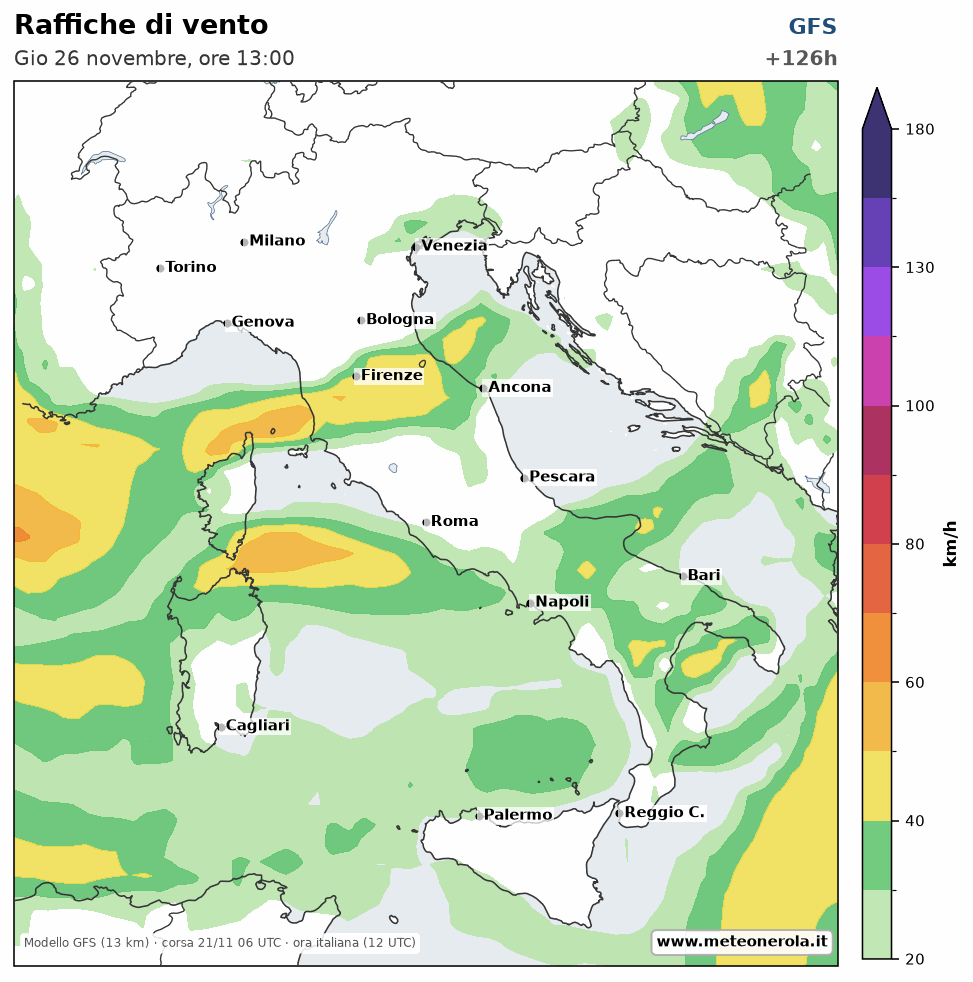 Raffiche di vento
GFS
Gio 26 novembre, ore 13:00
+126h
180
Milano
Venezia
Torino
130
Genova
Bologna
Firenze
Ancona
100
Pescara
Roma
80
km/h
Bari
Napoli
60
Cagliari
Palermo
Reggio C.
40
Modello GFS (13 km) · corsa 21/11 06 UTC · ora italiana (12 UTC)
www.meteonerola.it
20